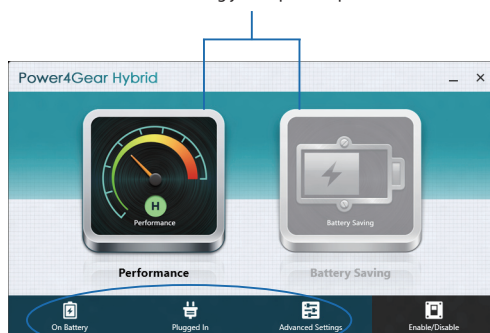 Power4Gear Hybrid
H
Performance
Battery Saving
Performance
Battery Saving
On Battery
Plugged In
Advanced Settings
Enable/Disable